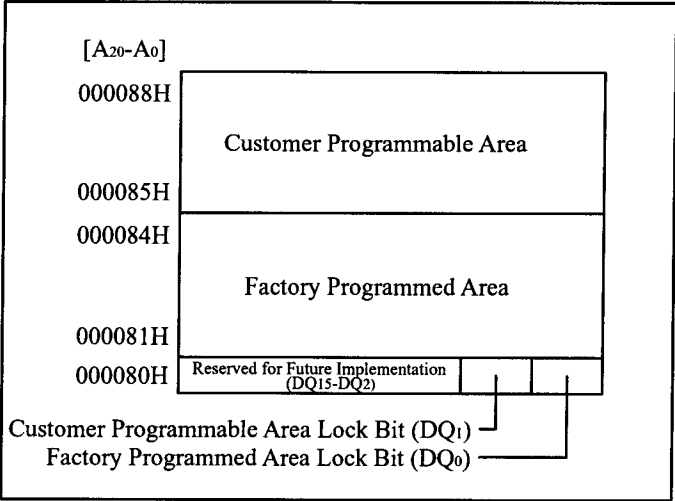 [A20-A0]
000088H
Customer Programmable Area
000085H
000084H
Factory Programmed Area
000081H
000080H
Reserved for Future Implementation
(DQ15-DQ2)
Customer Programmable Area Lock Bit (DQ1)
Factory Programmed Area Lock Bit (DQ0)